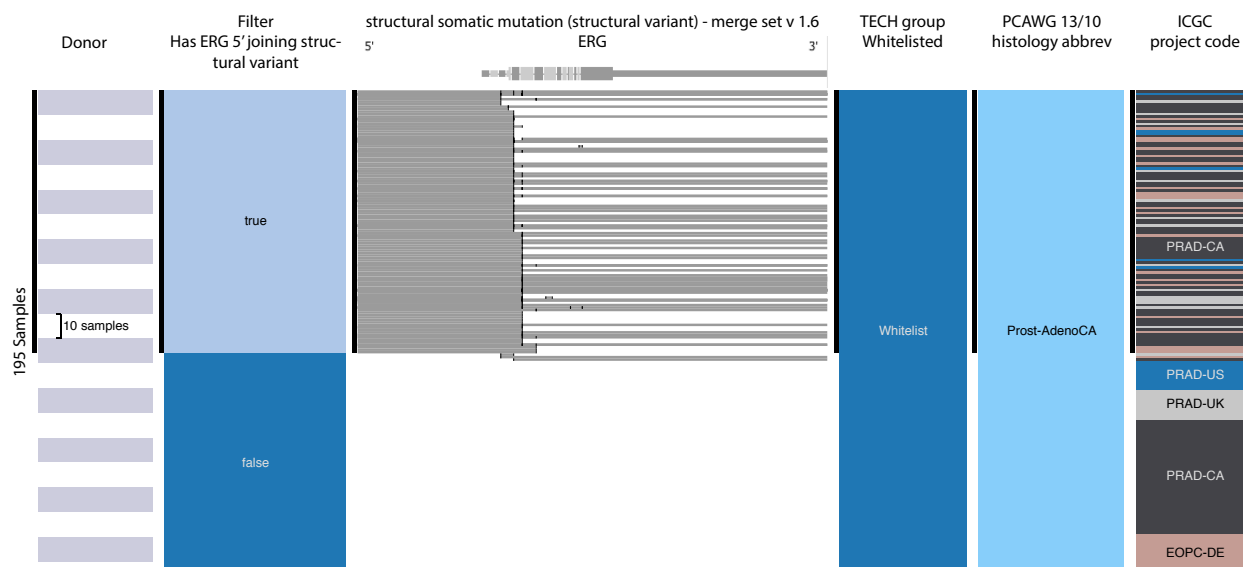 Donor
Filter
Has ERG 5’ joining struc-
tural variant
structural somatic mutation (structural variant) - merge set v 1.6
ERG
5'
3'
TECH group
Whitelisted
PCAWG 13/10
histology abbrev
ICGC
project code
195 Samples
10 samples
true
false
Whitelist
Prost-AdenoCA
PRAD-CA
PRAD-US
PRAD-UK
PRAD-CA
EOPC-DE